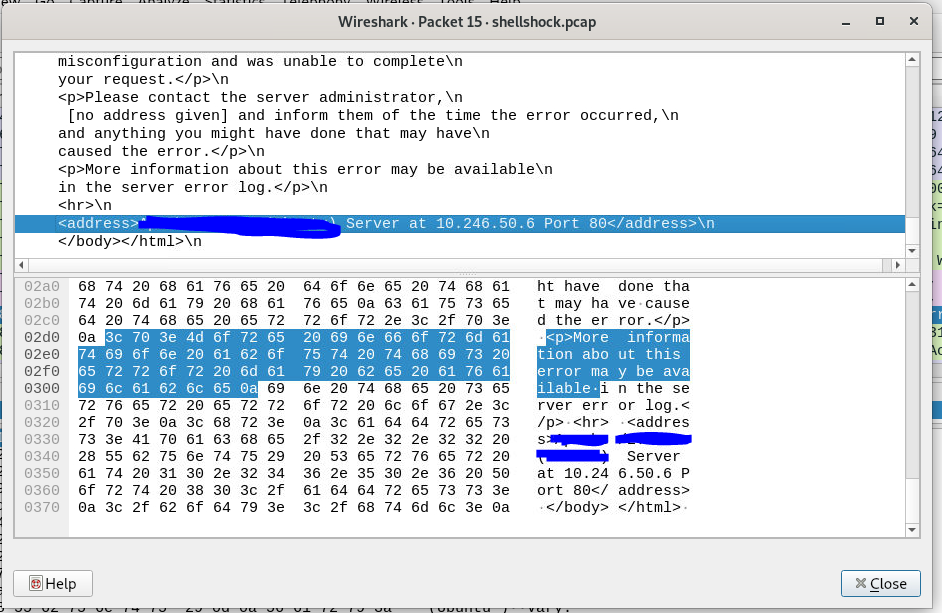 Wireshark · Packet 15 · shellshock.pcap
misconfiguration and was unable to complete\n
your request.</p>\n
<p>Please contact the server administrator,\n
[no address given] and inform them of the time the error occurred,\n
and anything you might have done that may have\n
caused the error.</p>\n
<p>More information about this error may be available\n
in the server error log.</p>\n
<hr>\n
<address> Server at 10.246.50.6 Port 80</address>\n
</body></html>\n
02a0 68 74 20 68 61 76 65 20 64 6f 6e 65 20 74 68 61 ht have  done tha
02b0 74 20 6d 61 79 20 68 61 76 65 0a 63 61 75 73 65 t may ha ve·cause
02c0 64 20 74 68 65 20 65 72 72 6f 72 2e 3c 2f 70 3e d the er ror.</p>
02d0 0a 3c 70 3e 4d 6f 72 65 20 69 6e 66 6f 72 6d 61 ·<p>More  informa
02e0 74 69 6f 6e 20 61 62 6f 75 74 20 74 68 69 73 20 tion abo ut this
02f0 65 72 72 6f 72 20 6d 61 79 20 62 65 20 61 76 61 error ma y be ava
0300 69 6c 61 62 6c 65 0a 69 6e 20 74 68 65 20 73 65 ilable·i n the se
0310 72 76 65 72 20 65 72 72 6f 72 20 6c 6f 67 2e 3c rver err or log.<
0320 2f 70 3e 0a 3c 68 72 3e 0a 3c 61 64 64 72 65 73 /p>·<hr> ·<addres
0330 73 3e 41 70 61 63 68 65 2f 32 2e 32 2e 32 32 20 s>
0340 28 55 62 75 6e 74 75 29 20 53 65 72 76 65 72 20 Server
0350 61 74 20 31 30 2e 32 34 36 2e 35 30 2e 36 20 50 at 10.24 6.50.6 P
0360 6f 72 74 20 38 30 3c 2f 61 64 64 72 65 73 73 3e ort 80</ address>
0370 0a 3c 2f 62 6f 64 79 3e 3c 2f 68 74 6d 6c 3e 0a ·</body> </html>·
Help
Close